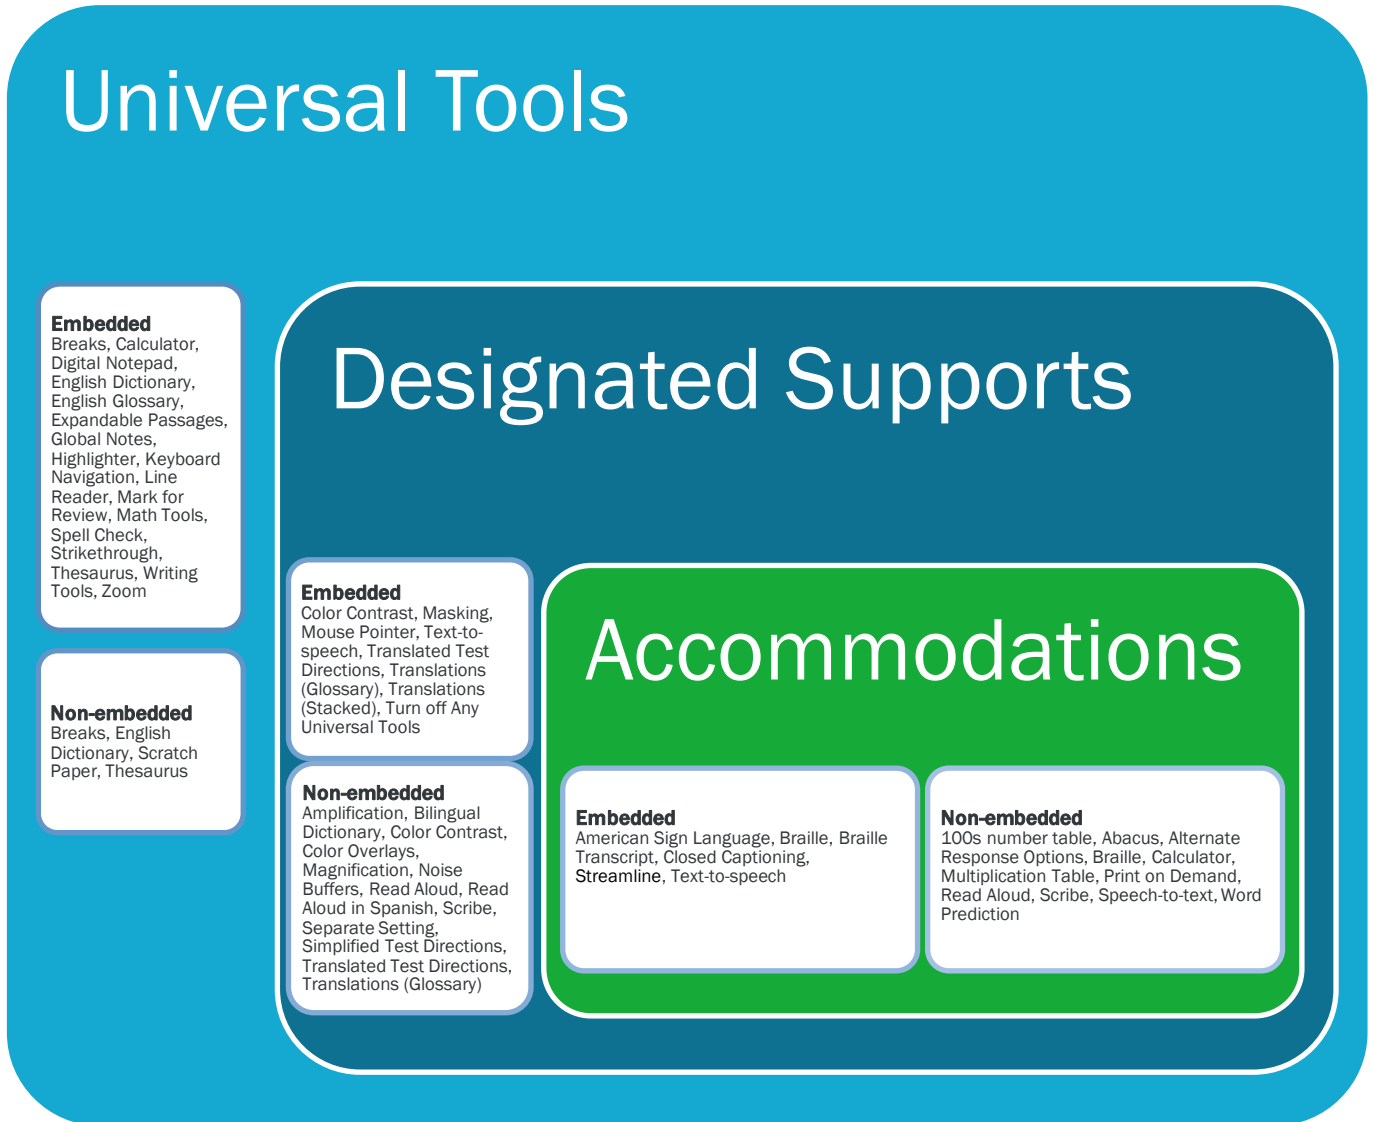 Universal Tools
Embedded
Breaks, Calculator,
Digital Notepad,
English Dictionary,
English Glossary,
Expandable Passages,
Global Notes,
Highlighter, Keyboard
Navigation, Line
Reader, Mark for
Review, Math Tools,
Spell Check,
Strikethrough,
Thesaurus, Writing
Tools, Zoom
Non-embedded
Breaks, English
Dictionary, Scratch
Paper, Thesaurus
Designated Supports
Embedded
Color Contrast, Masking,
Mouse Pointer, Text-to-
speech, Translated Test
Directions, Translations
(Glossary), Translations
(Stacked), Turn off Any
Universal Tools
Non-embedded
Amplification, Bilingual
Dictionary, Color Contrast,
Color Overlays,
Magnification, Noise
Buffers, Read Aloud, Read
Aloud in Spanish, Scribe,
Separate Setting,
Simplified Test Directions,
Translated Test Directions,
Translations (Glossary)
Accommodations
Embedded
American Sign Language, Braille, Braille
Transcript, Closed Captioning,
Streamline, Text-to-speech
Non-embedded
100s number table, Abacus, Alternate
Response Options, Braille, Calculator,
Multiplication Table, Print on Demand,
Read Aloud, Scribe, Speech-to-text, Word
Prediction